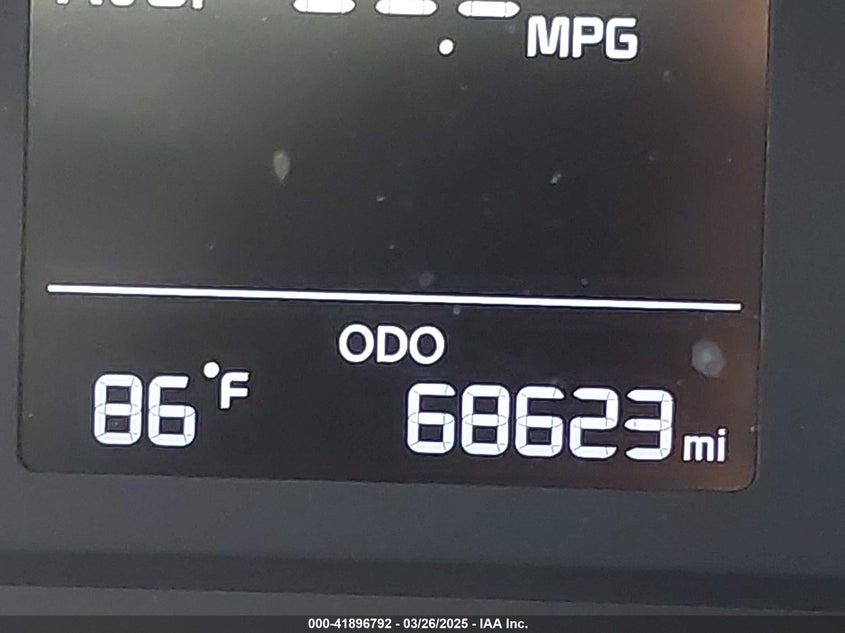 MPG
ODO
86°F 68623 mi
000-41896792 - 03/26/2025 - IAA Inc.